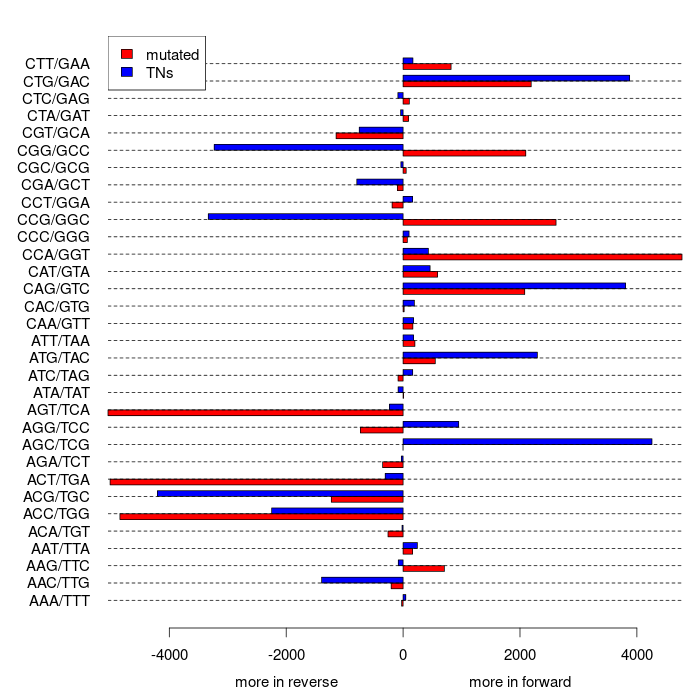 mutated
TNs
CTT/GAA
CTG/GAC
CTC/GAG
CTA/GAT
CGT/GCA
CGG/GCC
CGC/GCG
CGA/GCT
CCT/GGA
CCG/GGC
CCC/GGG
CCA/GGT
CAT/GTA
CAG/GTC
CAC/GTG
CAA/GTT
ATT/TAA
ATG/TAC
ATC/TAG
ATA/TAT
AGT/TCA
AGG/TCC
AGC/TCG
AGA/TCT
ACT/TGA
ACG/TGC
ACC/TGG
ACA/TGT
AAT/TTA
AAG/TTC
AAC/TTG
AAA/TTT
-4000 -2000 0 2000 4000
more in reverse more in forward